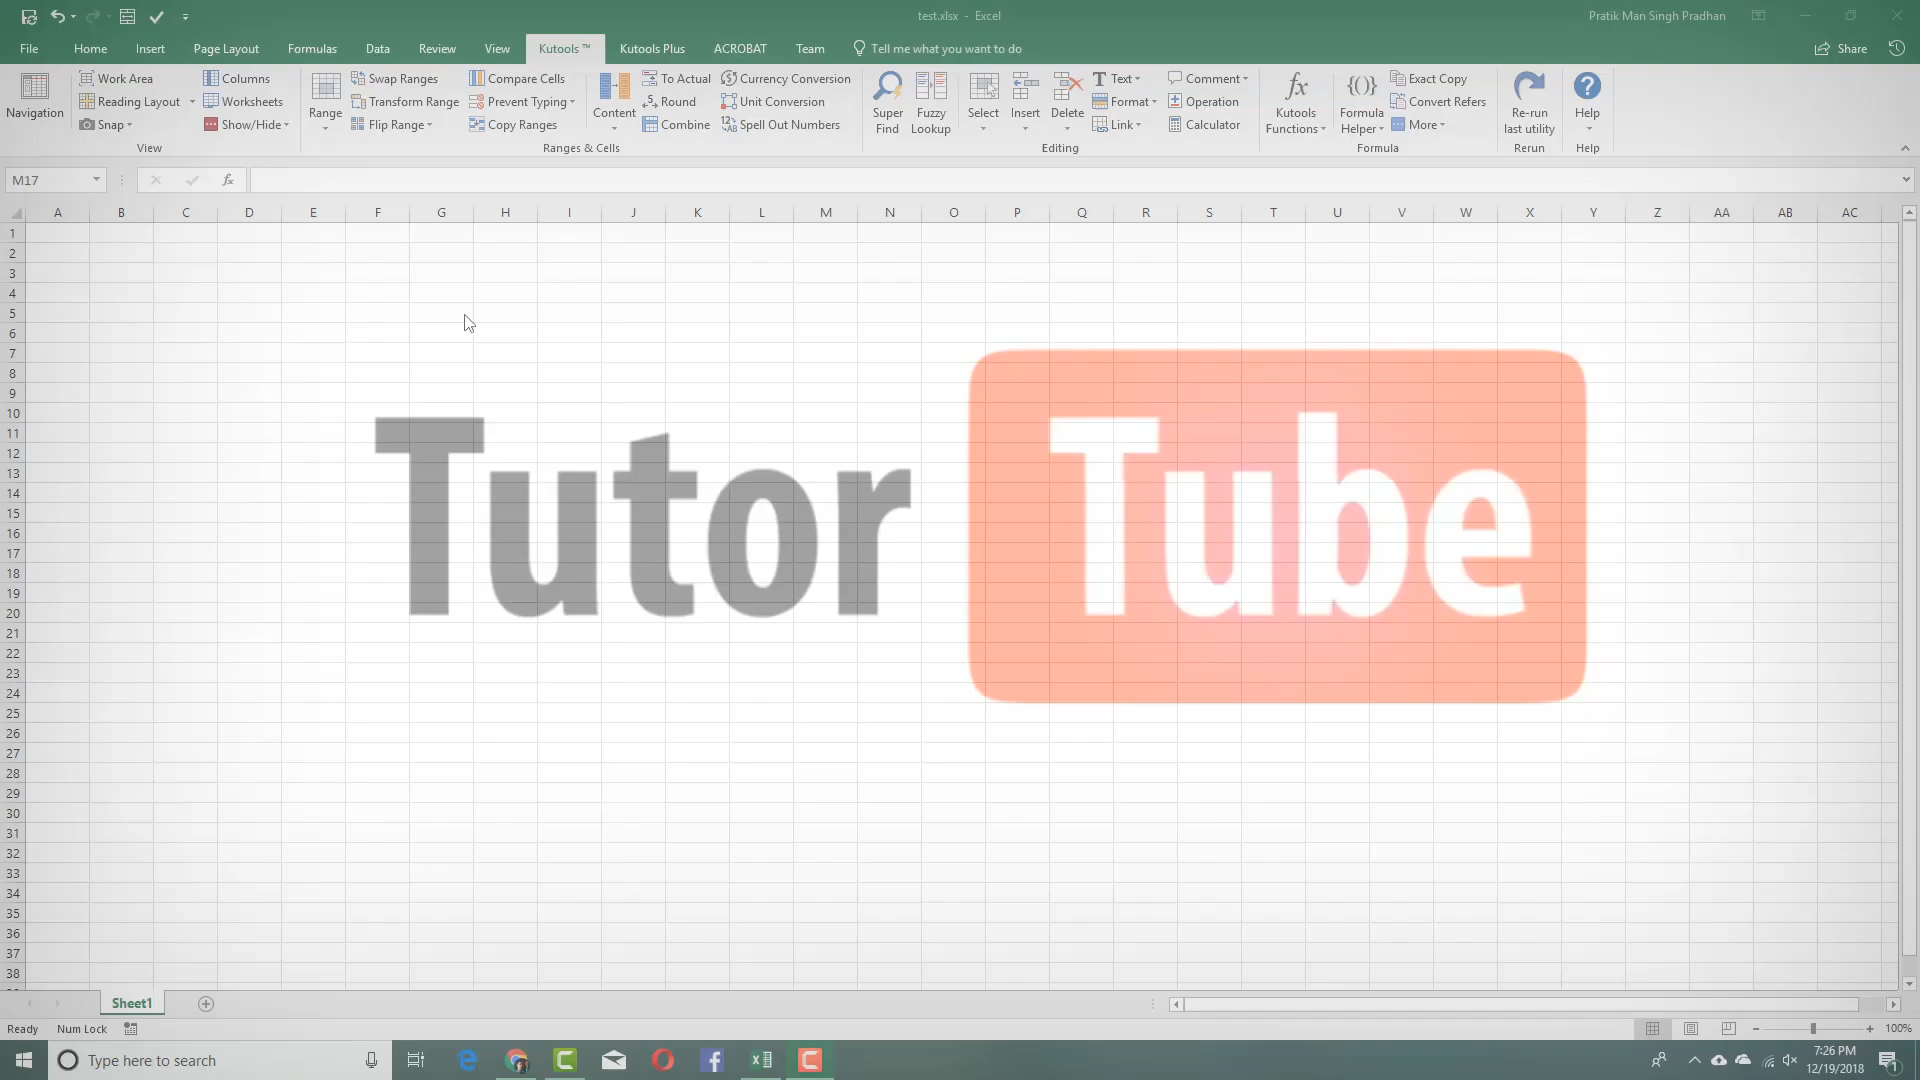 test.xlsx - Excel
Pratik Man Singh Pradhan
File Home Insert Page Layout Formulas Data Review View Kutools ™ Kutools Plus ACROBAT Team Tell me what you want to do Share
Navigation
Work Area
Reading Layout
Snap
Columns
Worksheets
Show/Hide
View
Range
Swap Ranges
Transform Range
Flip Range
Compare Cells
Prevent Typing
Copy Ranges
Content
To Actual
Round
Combine
Currency Conversion
Unit Conversion
Spell Out Numbers
Ranges & Cells
Super
Find
Fuzzy
Lookup
Select
Insert
Delete
Text
Format
Link
Comment
Operation
Calculator
Editing
Kutools
Functions
Formula
Helper
Exact Copy
Convert Refers
More
Formula
Re-run
last utility
Rerun
Help
Help
M17
fx
A B C D E F G H I J K L M N O P Q R S T U V W X Y Z AA AB AC
1
2
3
4
5
6
7
8
9
10
11
12
13
14
15
16
17
18
19
20
21
22
23
24
25
26
27
28
29
30
31
32
33
34
35
36
37
38
Tutor Tube
Sheet1
Ready Num Lock
100%
Type here to search
7:26 PM
12/19/2018
1